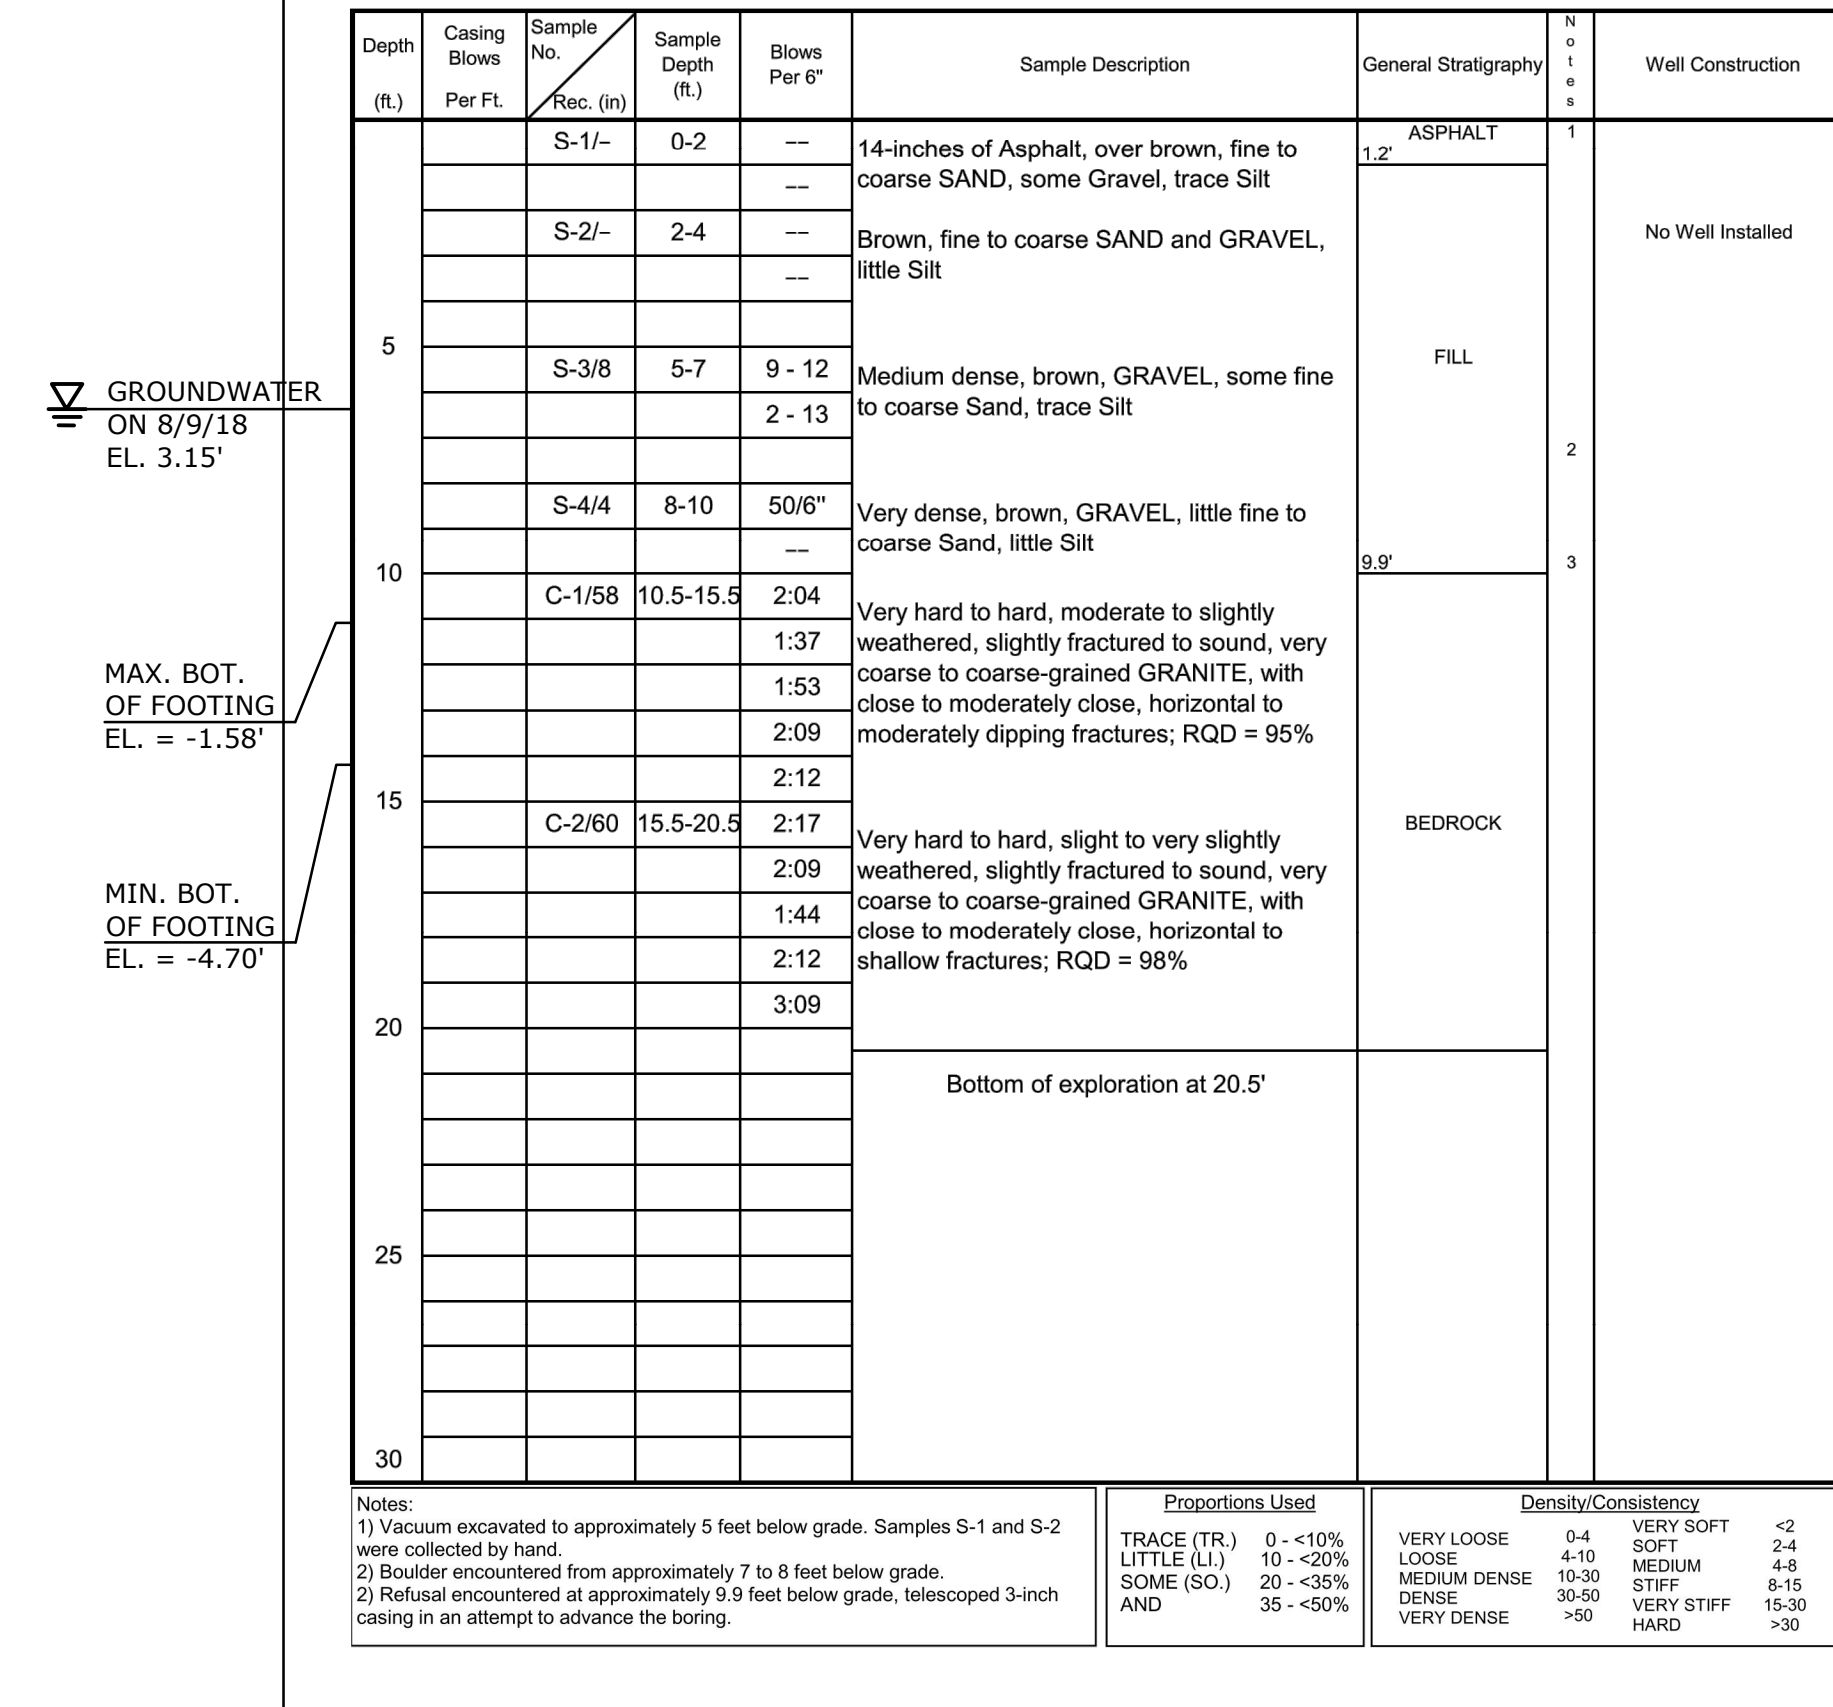 Depth (ft.)
Casing Blows Per Ft.
Sample No. Rec. (in)
Sample Depth (ft.)
Blows Per 6"
Sample Description
General Stratigraphy
Notes
Well Construction
S-1/– 0-2 –– ASPHALT 1
14-inches of Asphalt, over brown, fine to
1.2'
–– coarse SAND, some Gravel, trace Silt
S-2/– 2-4 –– No Well Installed
Brown, fine to coarse SAND and GRAVEL,
–– little Silt
5
FILL
S-3/8 5-7 9 - 12 Medium dense, brown, GRAVEL, some fine
2 - 13 to coarse Sand, trace Silt
GROUNDWATER
ON 8/9/18
EL. 3.15'
2
S-4/4 8-10 50/6" Very dense, brown, GRAVEL, little fine to
–– coarse Sand, little Silt
9.9' 3
10
C-1/58 10.5-15.5 2:04 Very hard to hard, moderate to slightly
1:37 weathered, slightly fractured to sound, very
1:53 coarse to coarse-grained GRANITE, with
close to moderately close, horizontal to
2:09 moderately dipping fractures; RQD = 95%
2:12
MAX. BOT.
OF FOOTING
EL. = -1.58'
15
C-2/60 15.5-20.5 2:17 BEDROCK
Very hard to hard, slight to very slightly
2:09 weathered, slightly fractured to sound, very
coarse to coarse-grained GRANITE, with
1:44
close to moderately close, horizontal to
2:12 shallow fractures; RQD = 98%
3:09
MIN. BOT.
OF FOOTING
EL. = -4.70'
20
Bottom of exploration at 20.5'
25
30
Notes:
1) Vacuum excavated to approximately 5 feet below grade. Samples S-1 and S-2
were collected by hand.
2) Boulder encountered from approximately 7 to 8 feet below grade.
2) Refusal encountered at approximately 9.9 feet below grade, telescoped 3-inch
casing in an attempt to advance the boring.
Proportions Used
TRACE (TR.) 0 - <10%
LITTLE (LI.) 10 - <20%
SOME (SO.) 20 - <35%
AND 35 - <50%
Density/Consistency
VERY LOOSE 0-4
LOOSE 4-10
MEDIUM DENSE 10-30
DENSE 30-50
VERY DENSE >50
VERY SOFT <2
SOFT 2-4
MEDIUM 4-8
STIFF 8-15
VERY STIFF 15-30
HARD >30